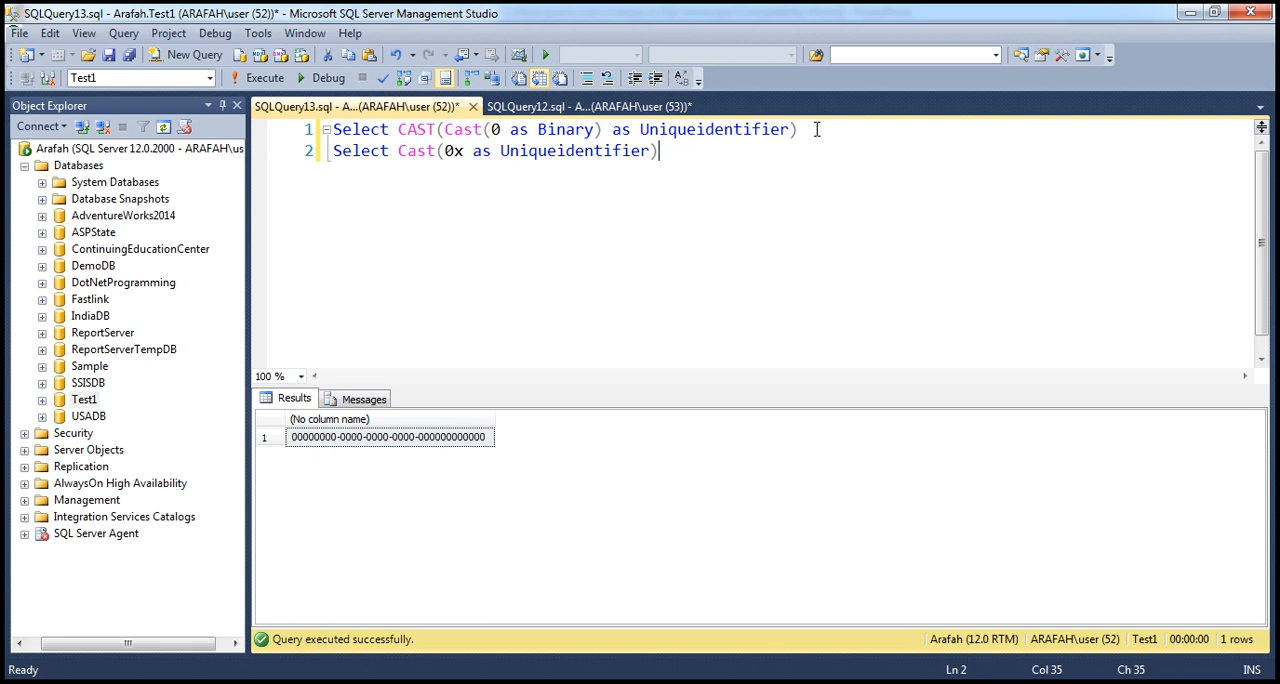 SQLQuery13.sql - Arafah.Test1 (ARAFAH\user (52))* - Microsoft SQL Server Management Studio
File Edit View Query Project Debug Tools Window Help
New Query
Test1 Execute Debug
Object Explorer
SQLQuery13.sql - A...(ARAFAH\user (52))* SQLQuery12.sql - A...(ARAFAH\user (53))*
Connect
Arafah (SQL Server 12.0.2000 - ARAFAH\us
Databases
System Databases
Database Snapshots
AdventureWorks2014
ASPState
ContinuingEducationCenter
DemoDB
DotNetProgramming
Fastlink
IndiaDB
ReportServer
ReportServerTempDB
Sample
SSISDB
Test1
USADB
Security
Server Objects
Replication
AlwaysOn High Availability
Management
Integration Services Catalogs
SQL Server Agent
1 Select CAST(Cast(0 as Binary) as Uniqueidentifier)
2 Select Cast(0x as Uniqueidentifier)
100 %
Results Messages
(No column name)
1 00000000-0000-0000-0000-000000000000
Query executed successfully. Arafah (12.0 RTM) ARAFAH\user (52) Test1 00:00:00 1 rows
Ready Ln 2 Col 35 Ch 35 INS